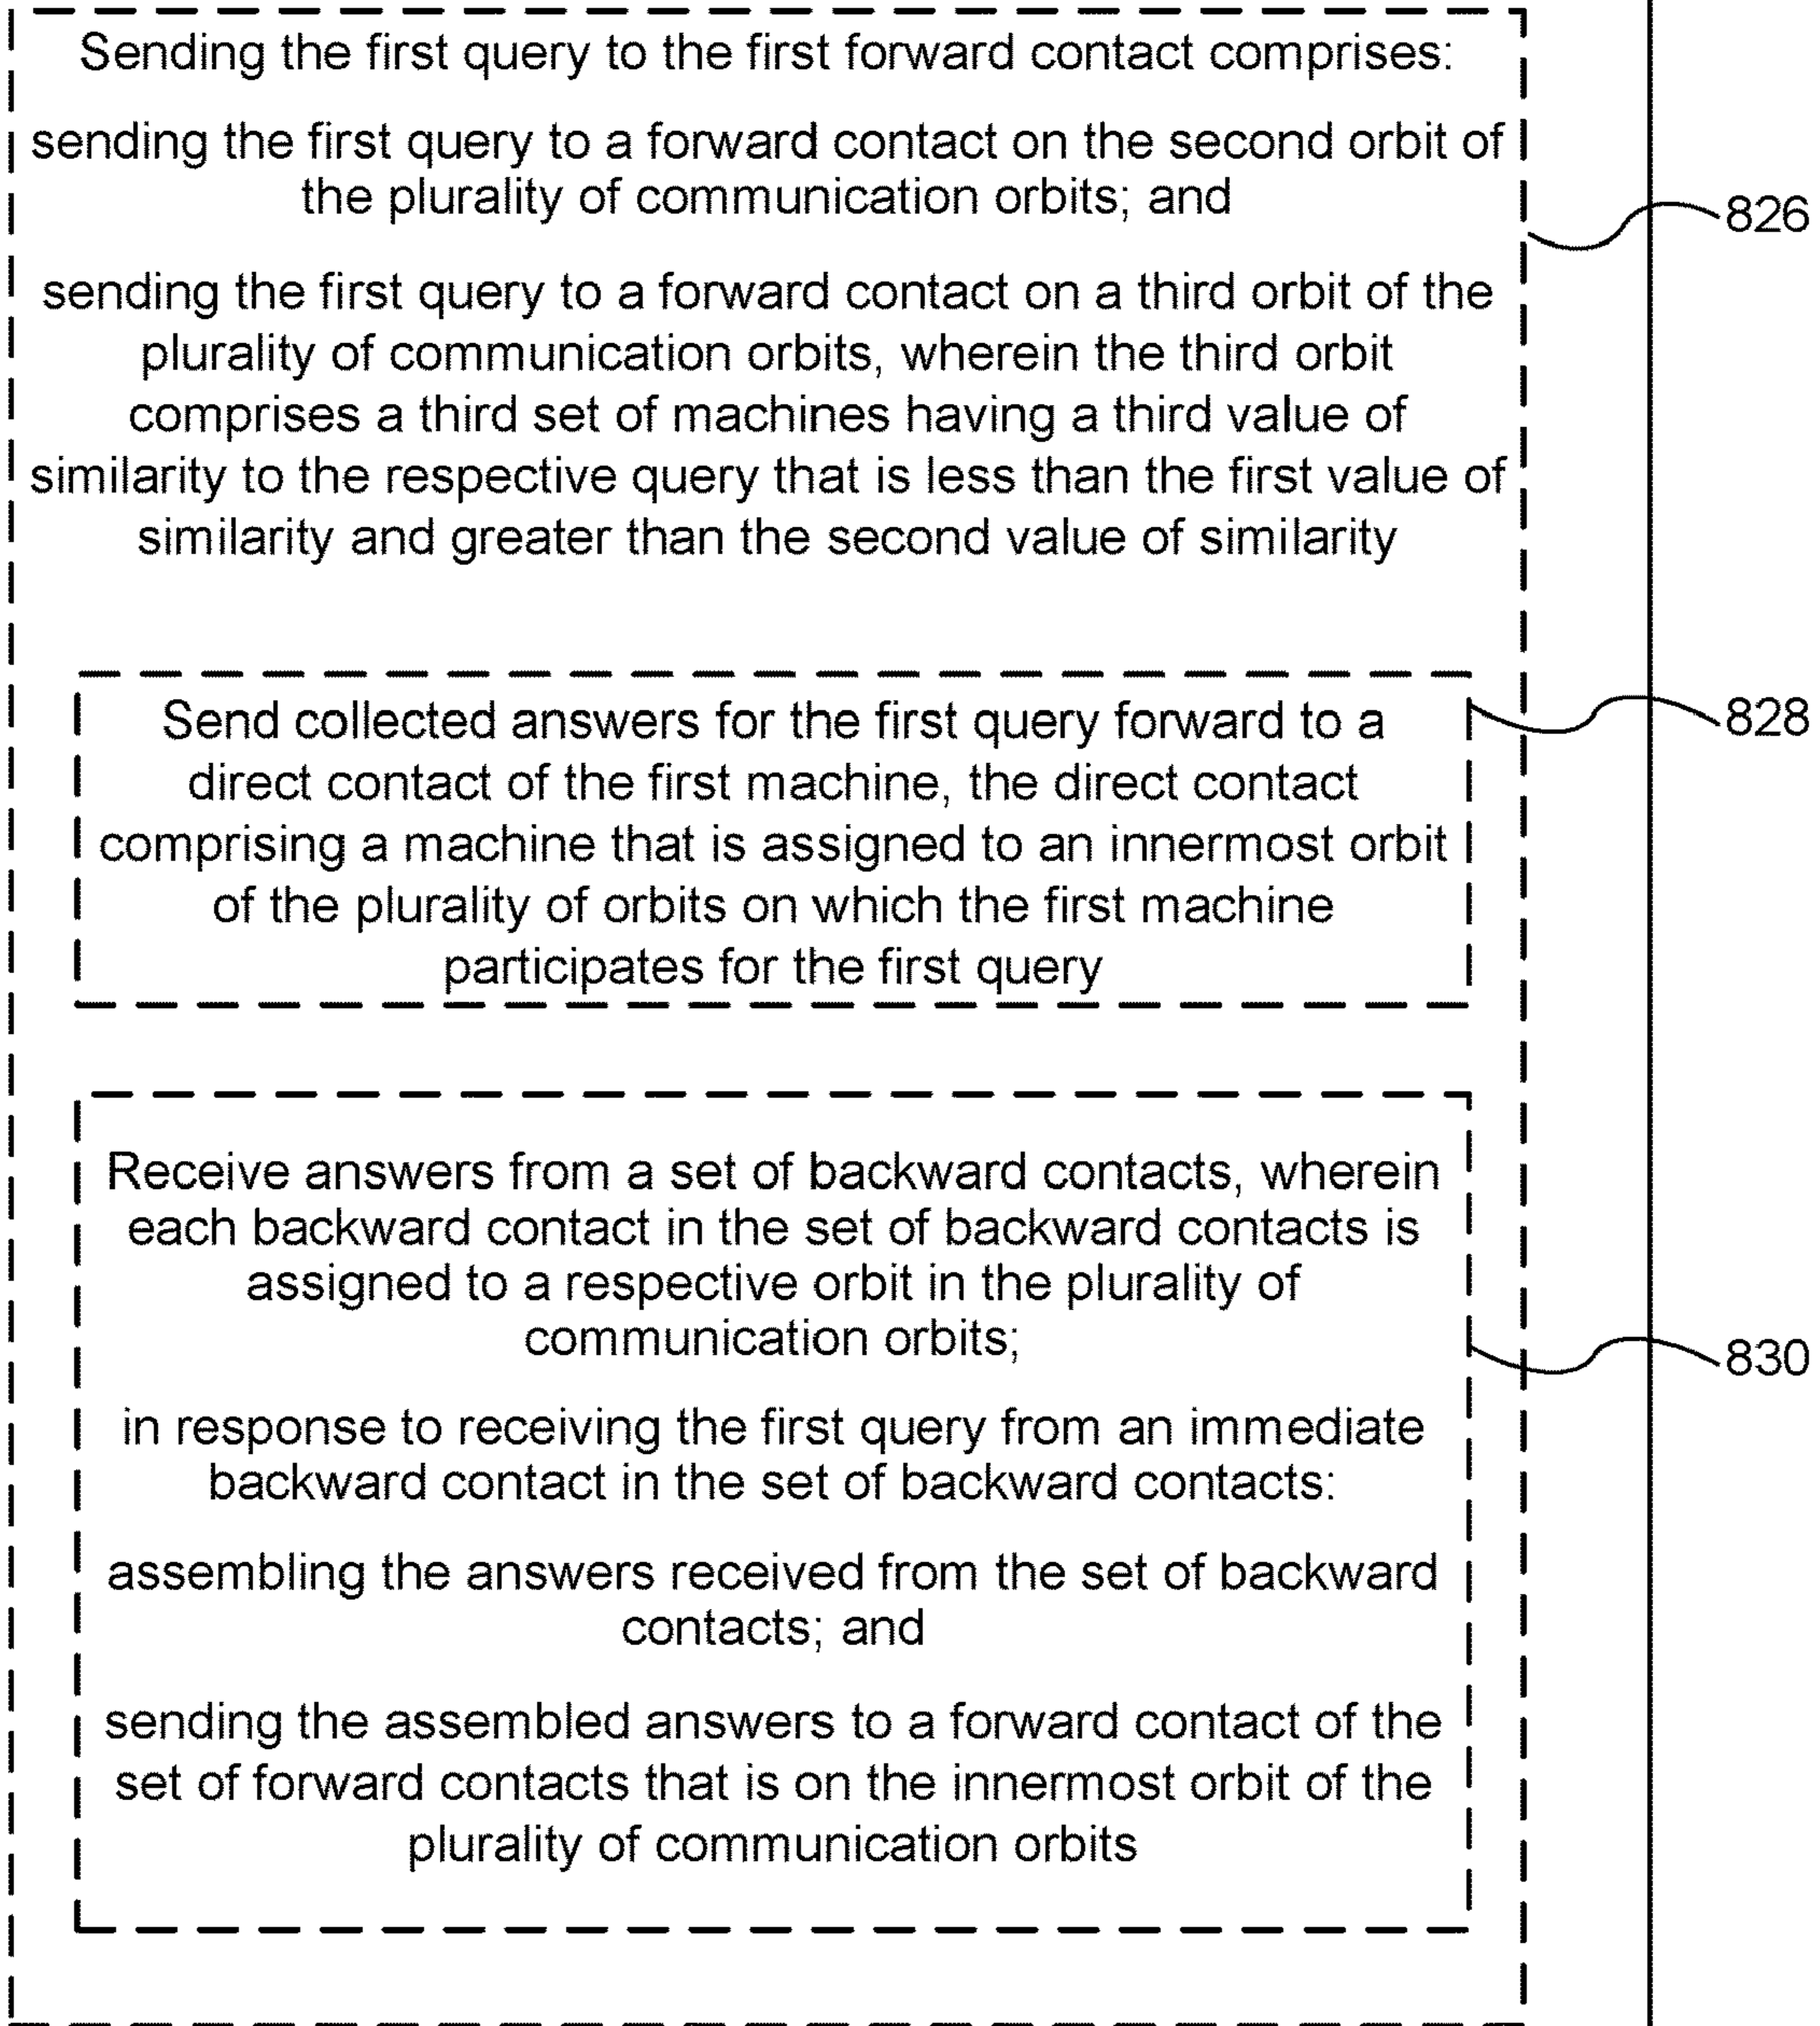 Sending the first query to the first forward contact comprises:
sending the first query to a forward contact on the second orbit of
the plurality of communication orbits; and
826
sending the first query to a forward contact on a third orbit of the
plurality of communication orbits, wherein the third orbit
comprises a third set of machines having a third value of
similarity to the respective query that is less than the first value of
similarity and greater than the second value of similarity
Send collected answers for the first query forward to a
828
direct contact of the first machine, the direct contact
comprising a machine that is assigned to an innermost orbit
of the plurality of orbits on which the first machine
participates for the first query
Receive answers from a set of backward contacts, wherein
each backward contact in the set of backward contacts is
assigned to a respective orbit in the plurality of
communication orbits;
830
in response to receiving the first query from an immediate
backward contact in the set of backward contacts:
assembling the answers received from the set of backward
contacts; and
sending the assembled answers to a forward contact of the
set of forward contacts that is on the innermost orbit of the
plurality of communication orbits